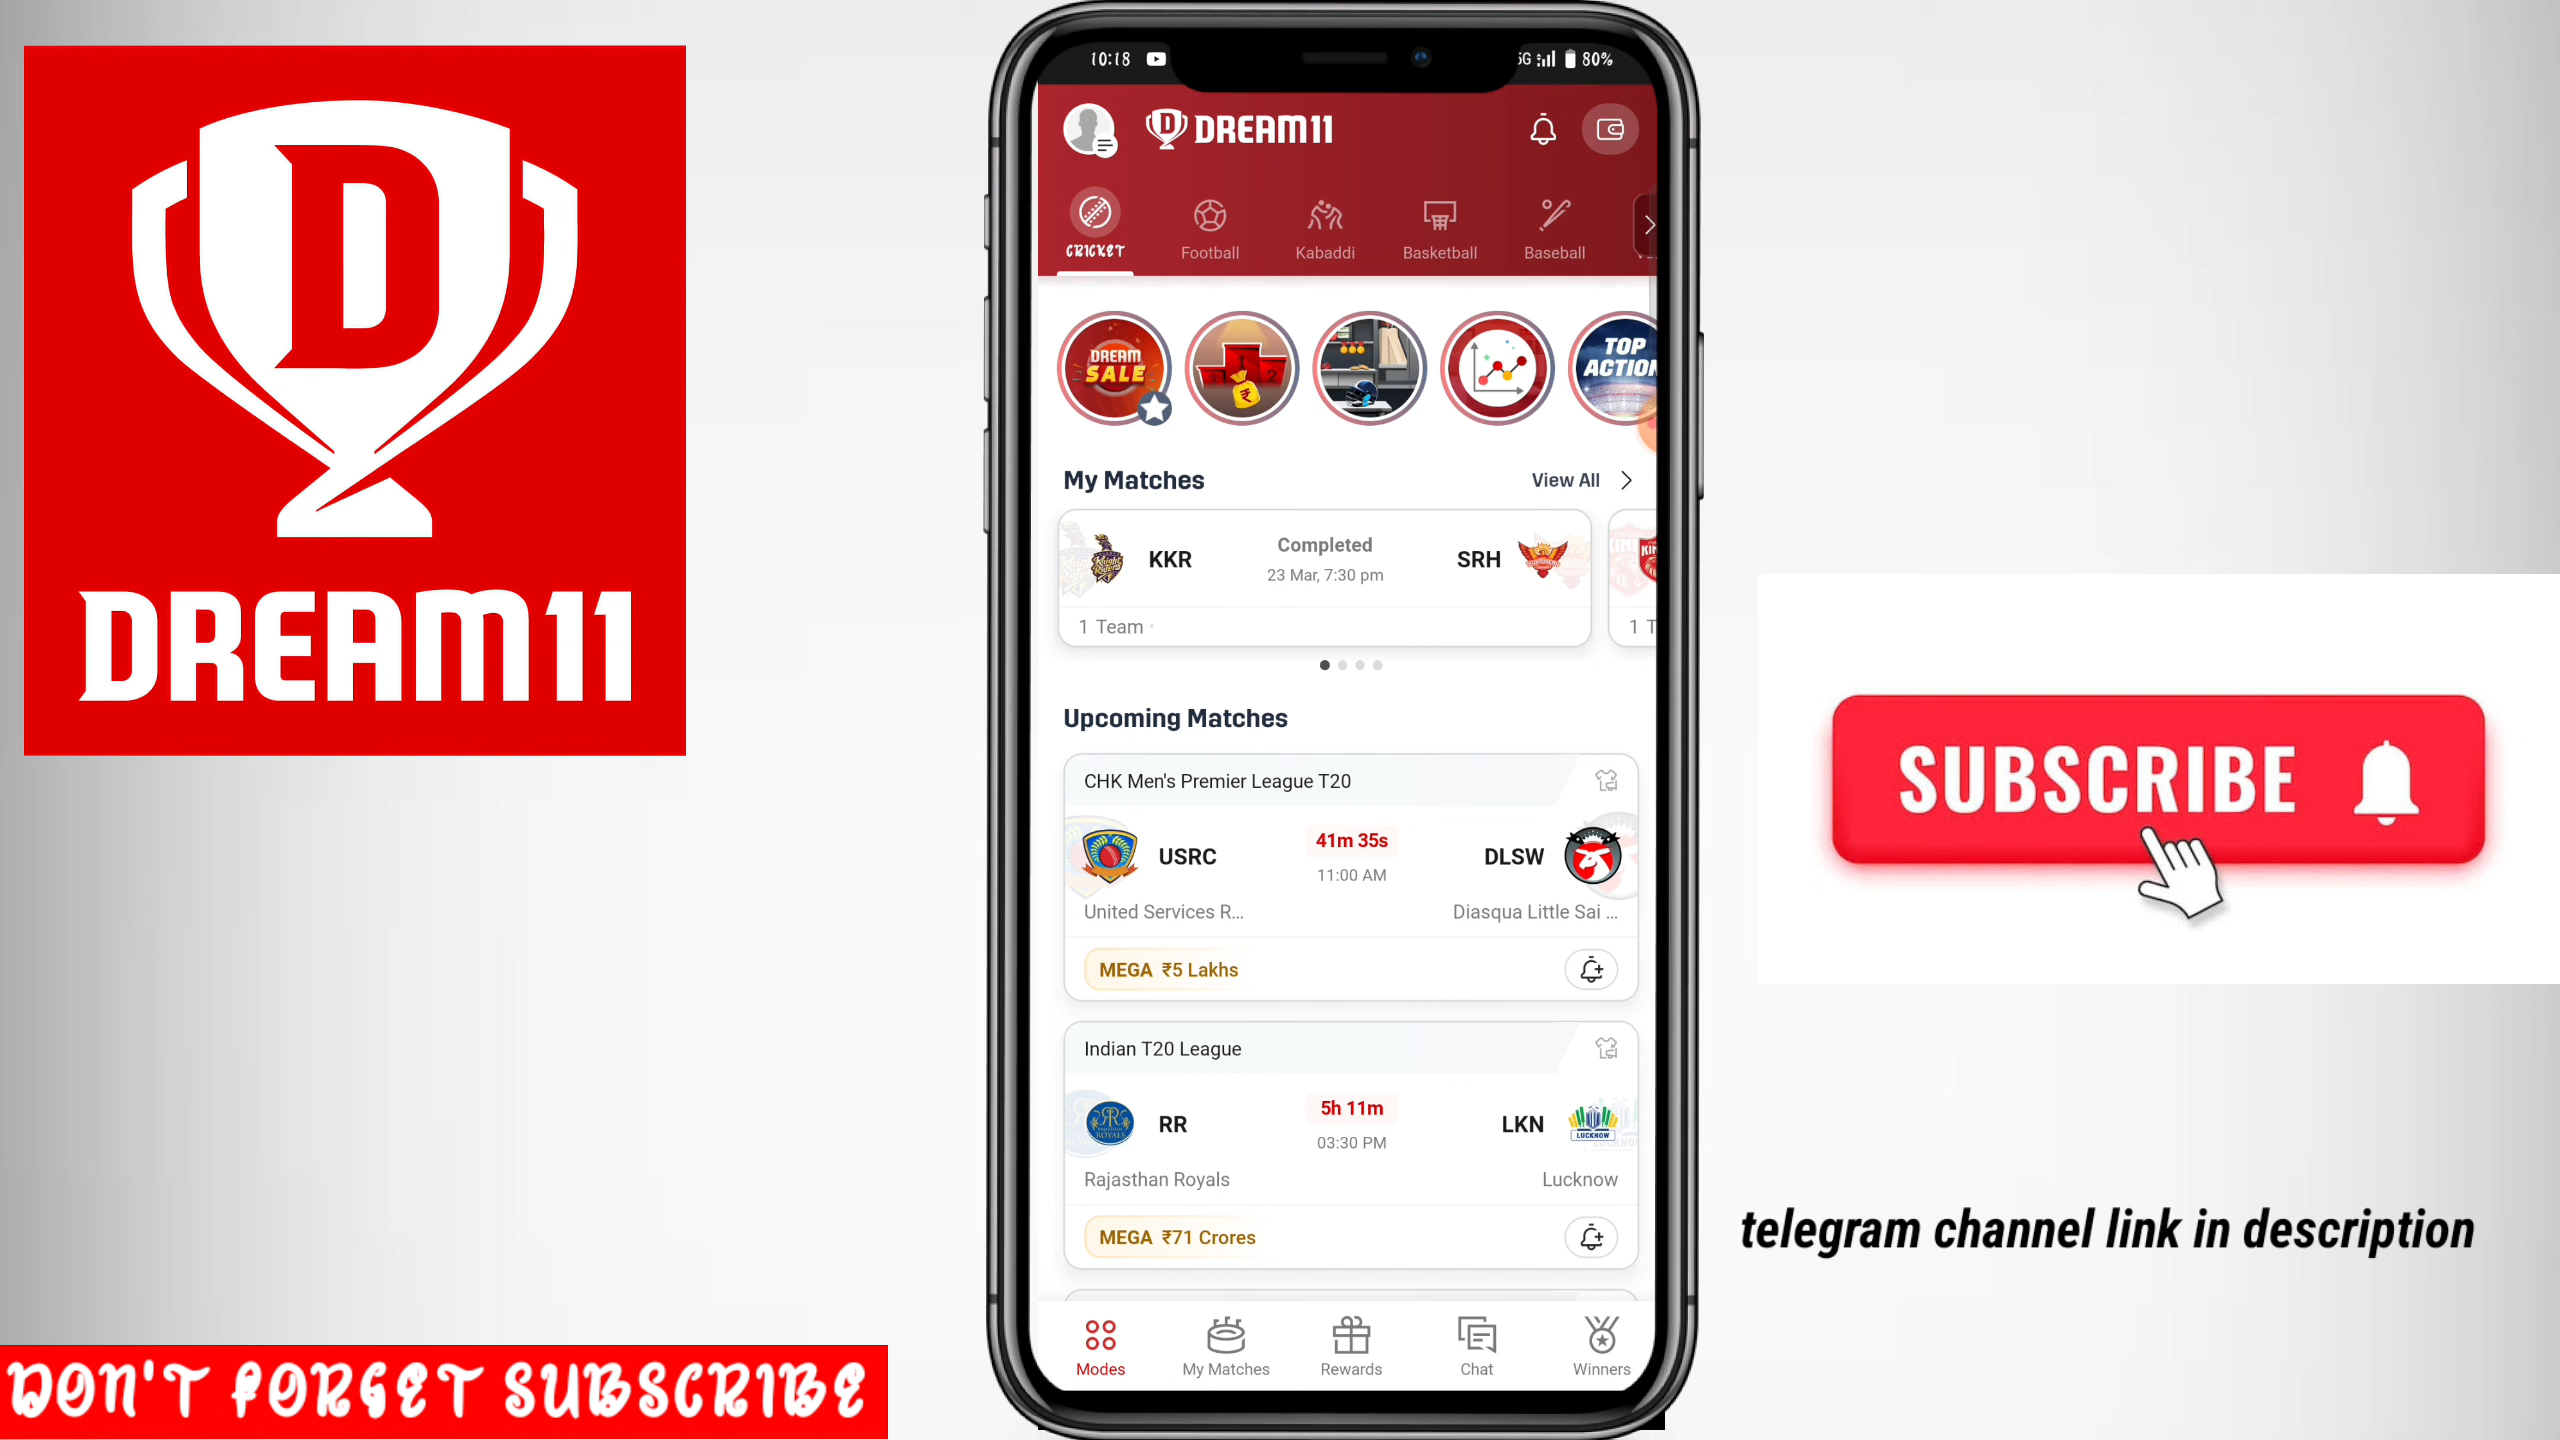 D
DREAM11
10:18
5G
80%
D DREAM11
CRICKET
Football
Kabaddi
Basketball
Baseball
DREAM
SALE
TOP
ACTION
My Matches
View All
KKR
Completed
23 Mar, 7:30 pm
SRH
1 Team
1 T
Upcoming Matches
CHK Men's Premier League T20
USRC
41m 35s
11:00 AM
DLSW
United Services R...
Diasqua Little Sai ...
MEGA ₹5 Lakhs
Indian T20 League
RR
5h 11m
03:30 PM
LKN
LUCKNOW
Rajasthan Royals
Lucknow
MEGA ₹71 Crores
Modes
My Matches
Rewards
Chat
Winners
SUBSCRIBE
telegram channel link in description
DON'T FORGET SUBSCRIBE